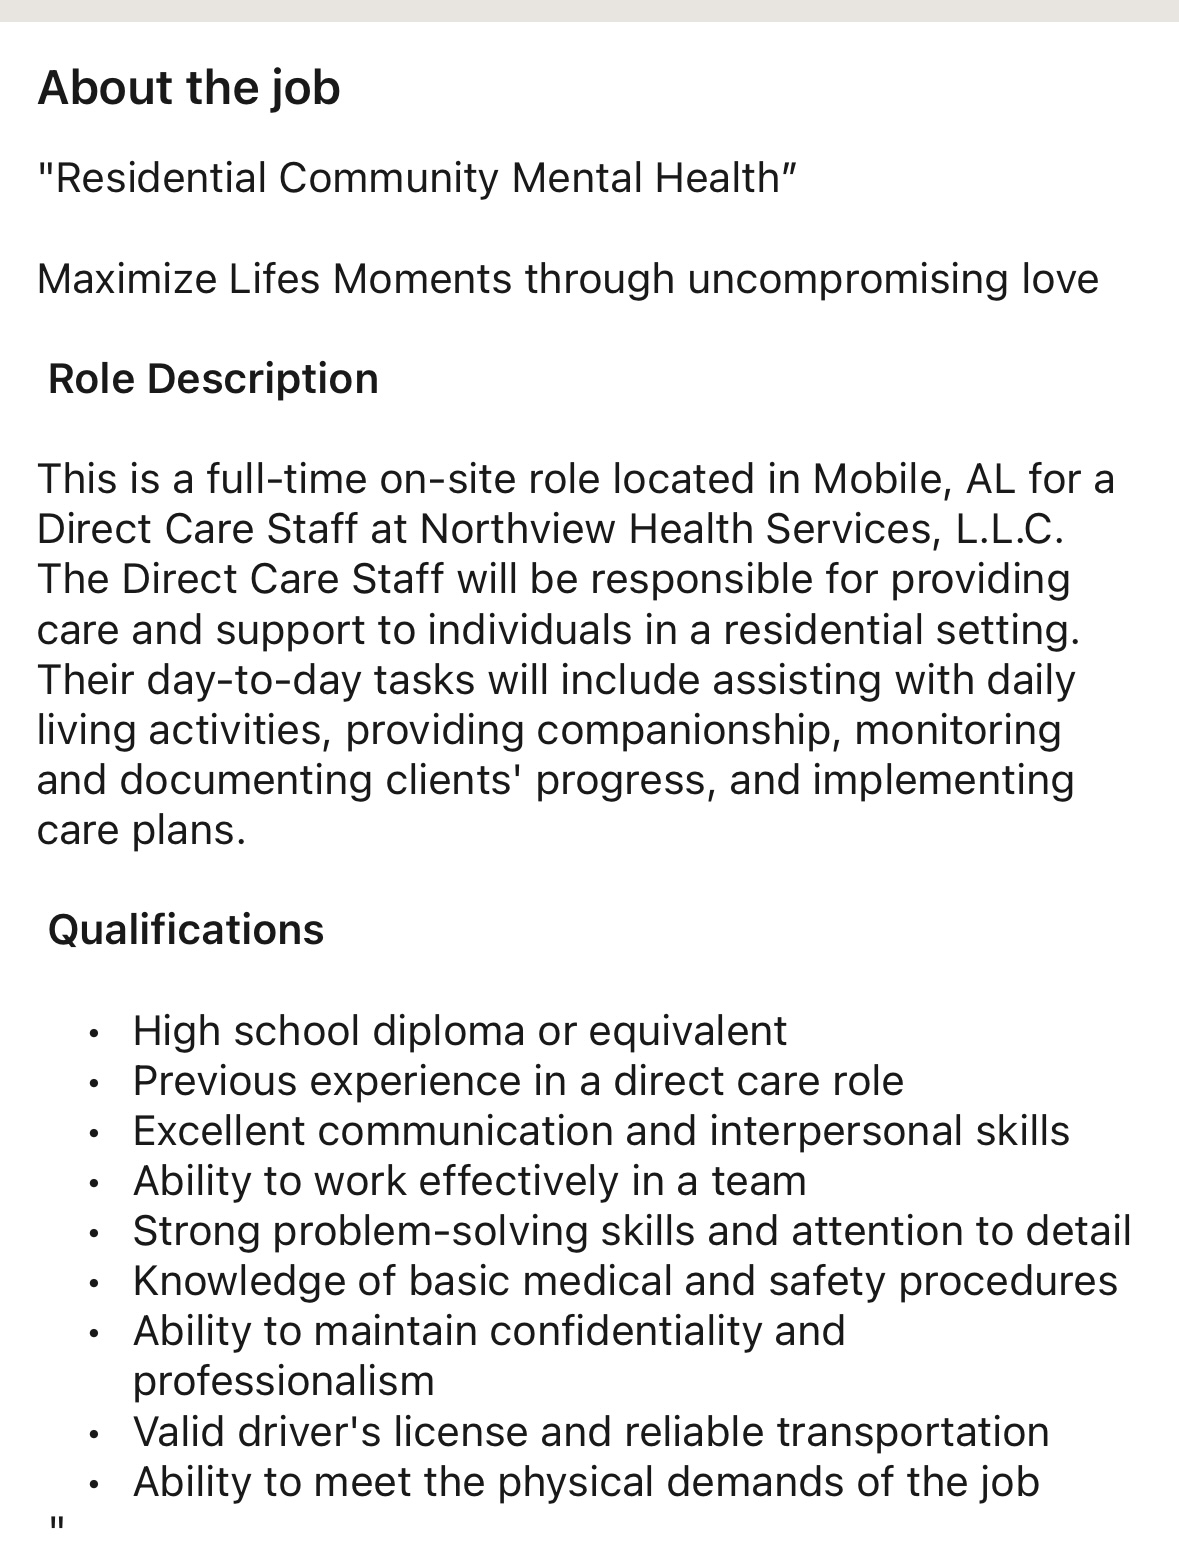 About the job
"Residential Community Mental Health”
Maximize Lifes Moments through uncompromising love
Role Description
This is a full-time on-site role located in Mobile, AL for a
Direct Care Staff at Northview Health Services, L.L.C.
The Direct Care Staff will be responsible for providing
care and support to individuals in a residential setting.
Their day-to-day tasks will include assisting with daily
living activities, providing companionship, monitoring
and documenting clients' progress, and implementing
care plans.
Qualifications
• High school diploma or equivalent
• Previous experience in a direct care role
• Excellent communication and interpersonal skills
• Ability to work effectively in a team
• Strong problem-solving skills and attention to detail
• Knowledge of basic medical and safety procedures
• Ability to maintain confidentiality and
professionalism
• Valid driver's license and reliable transportation
• Ability to meet the physical demands of the job
"